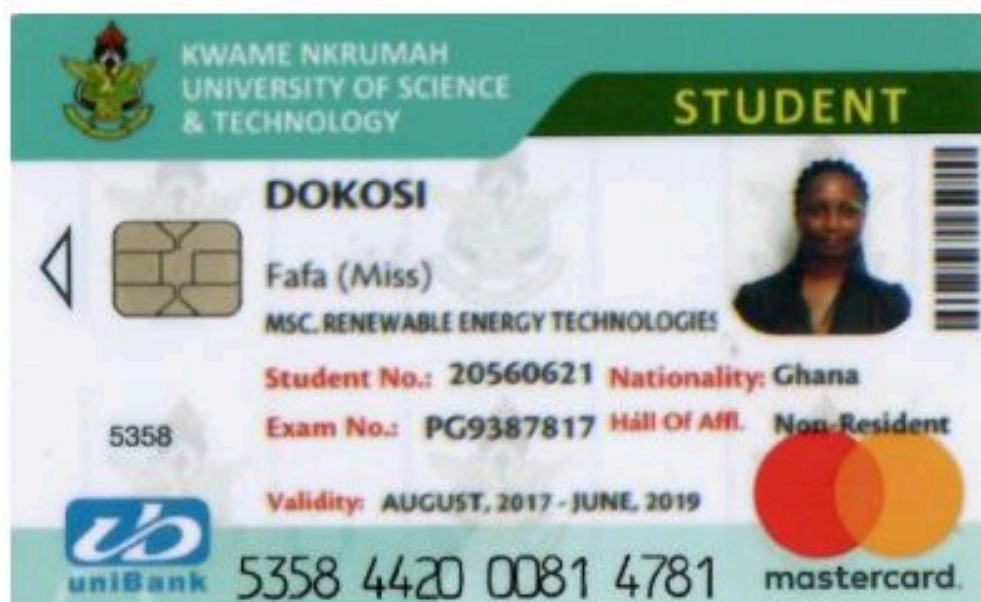 KWAME NKRUMAH
UNIVERSITY OF SCIENCE
& TECHNOLOGY
STUDENT
DOKOSI
Fafa (Miss)
MSC. RENEWABLE ENERGY TECHNOLOGIES
Student No.: 20560621 Nationality: Ghana
Exam No.: PG9387817 Hall Of Affl. Non-Resident
5358
Validity: AUGUST, 2017 - JUNE, 2019
ub
uniBank
5358 4420 0081 4781
mastercard.